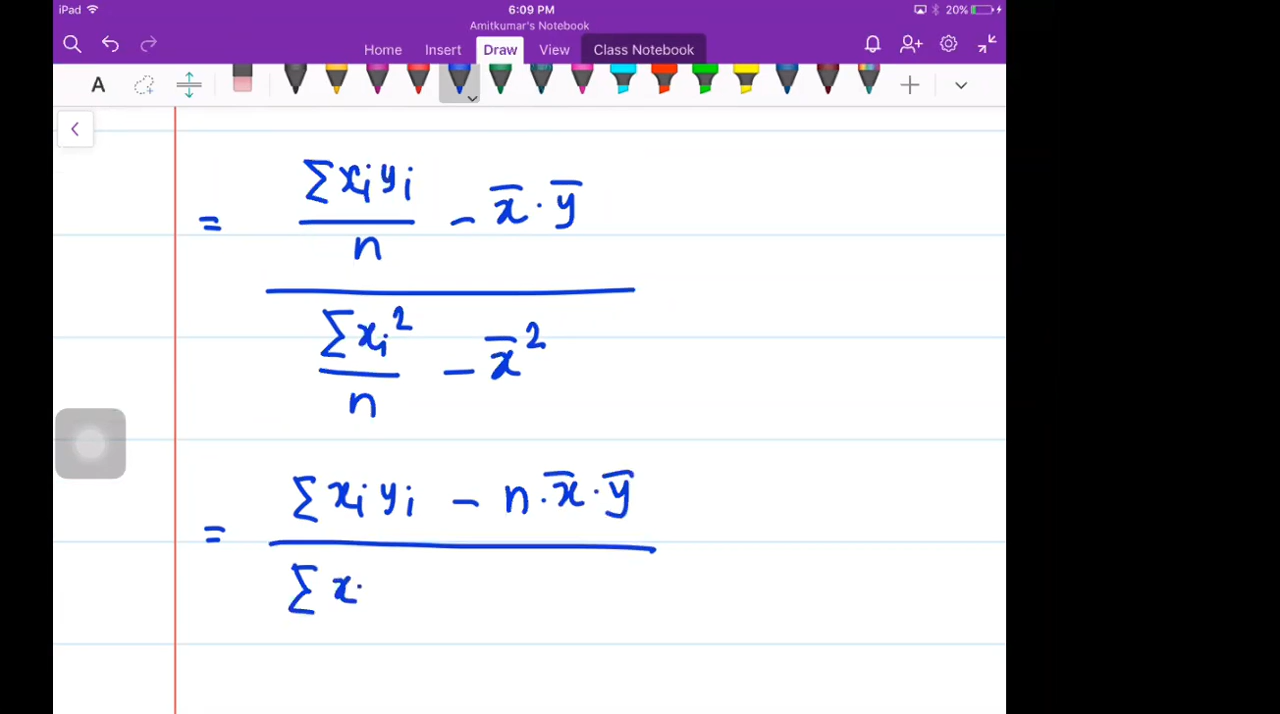 iPad 6:09 PM 20%
Amitkumar's Notebook
Home Insert Draw View Class Notebook
A
Σxᵢyᵢ
= ――― − x̅ · y̅
n
Σxᵢ²
――― − x̅²
n
Σxᵢyᵢ − n·x̅·y̅
=
Σx·